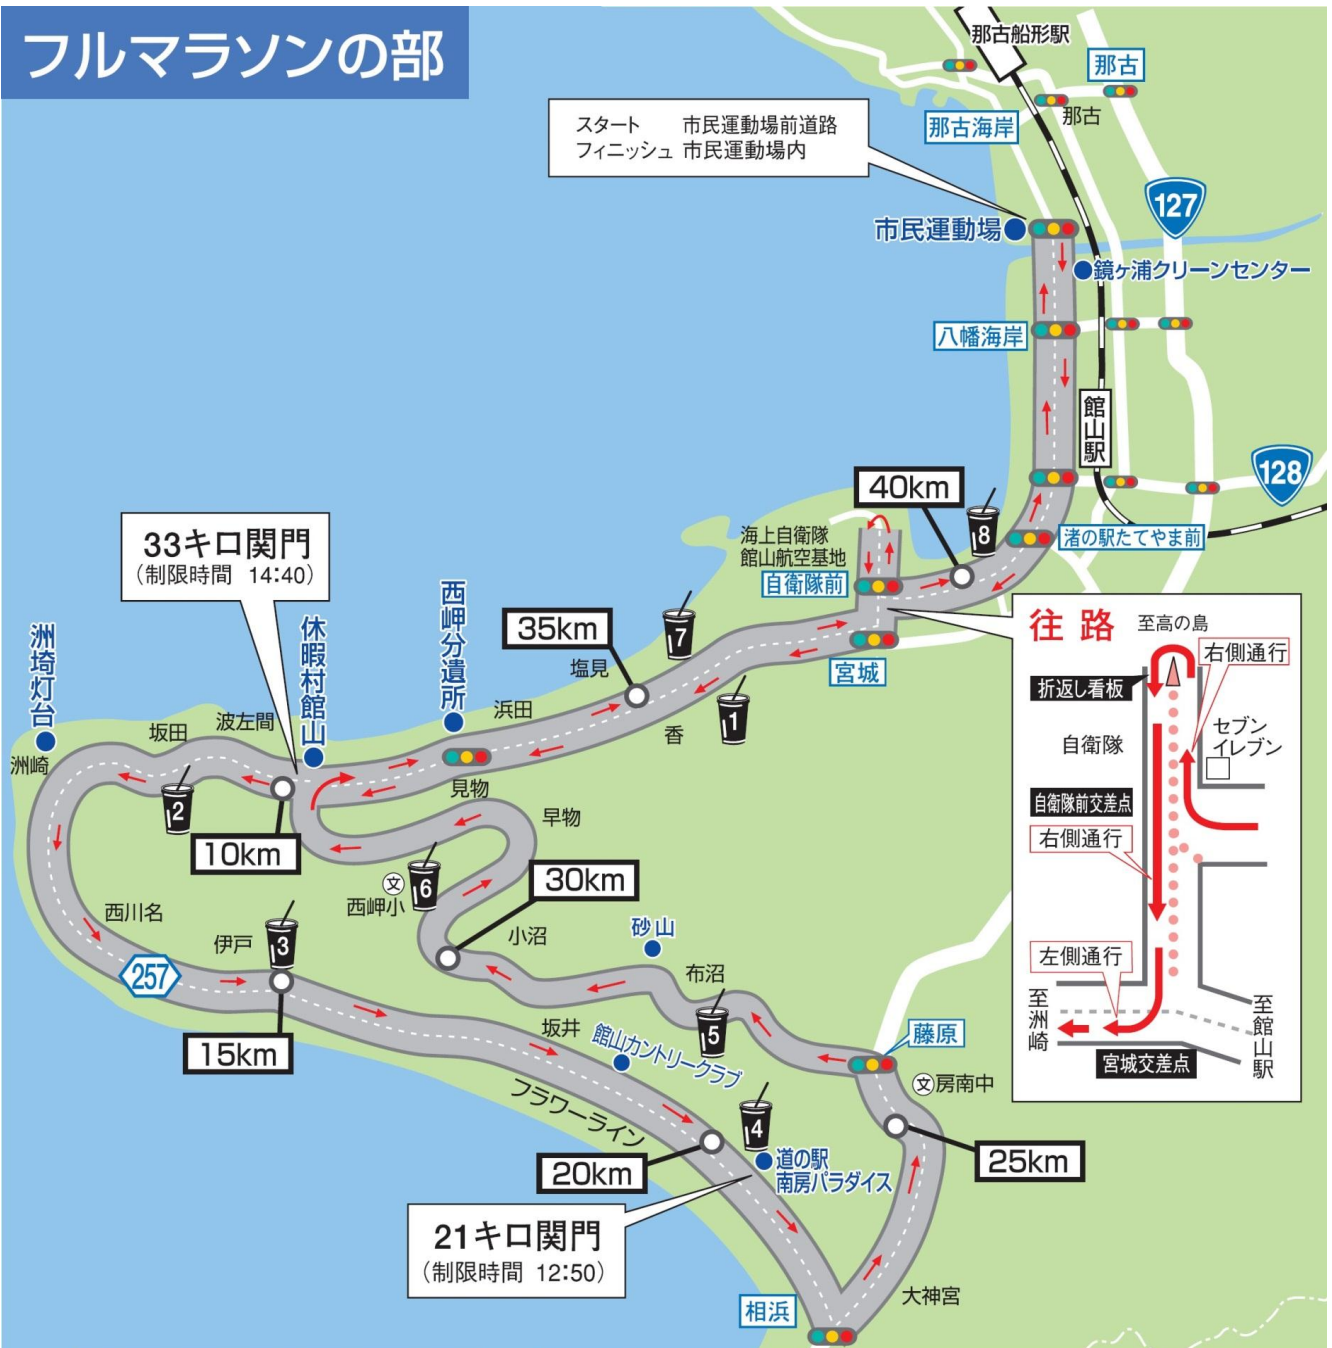 フルマラソンの部
那古船形駅
那古
那古
那古海岸
スタート 市民運動場前道路
フィニッシュ 市民運動場内
127
市民運動場
鏡ヶ浦クリーンセンター
八幡海岸
館山駅
128
40km
8
渚の駅たてやま前
海上自衛隊
館山航空基地
自衛隊前
33キロ関門
(制限時間 14:40)
西岬分遣所
35km
7
塩見
宮城
休暇村館山
洲埼灯台
洲崎
坂田
波左間
浜田
香
1
見物
2
10km
早物
30km
文
西岬小
6
西川名
伊戸
3
257
15km
小沼
砂山
布沼
5
坂井
館山カントリークラブ
フラワーライン
藤原
文房南中
4
道の駅
南房パラダイス
20km
25km
21キロ関門
(制限時間 12:50)
大神宮
相浜
往路
至高の島
右側通行
折返し看板
自衛隊
セブン
イレブン
自衛隊前交差点
右側通行
左側通行
至洲崎
至館山駅
宮城交差点